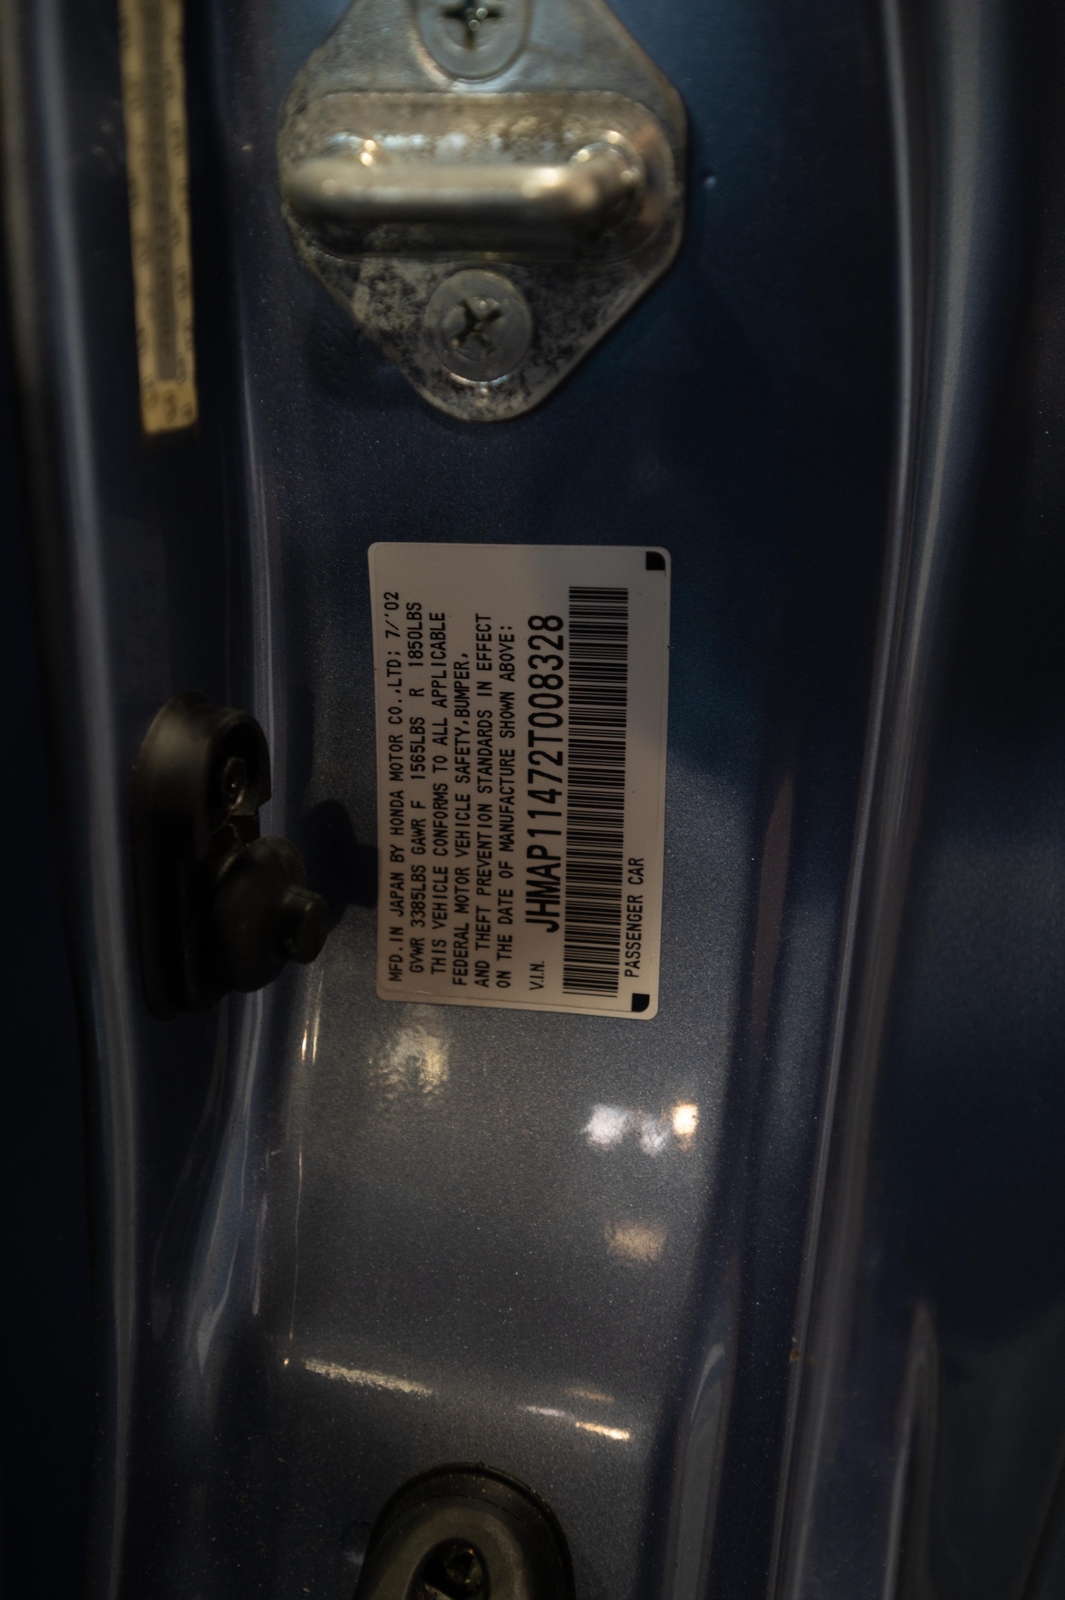 MFD. IN JAPAN BY HONDA MOTOR CO.,LTD; 7/'02
GVWR 3385LBS GAWR F 1565LBS R 1850LBS
THIS VEHICLE CONFORMS TO ALL APPLICABLE
FEDERAL MOTOR VEHICLE SAFETY,BUMPER,
AND THEFT PREVENTION STANDARDS IN EFFECT
ON THE DATE OF MANUFACTURE SHOWN ABOVE:
V.I.N. JHMAP11472T008328
PASSENGER CAR